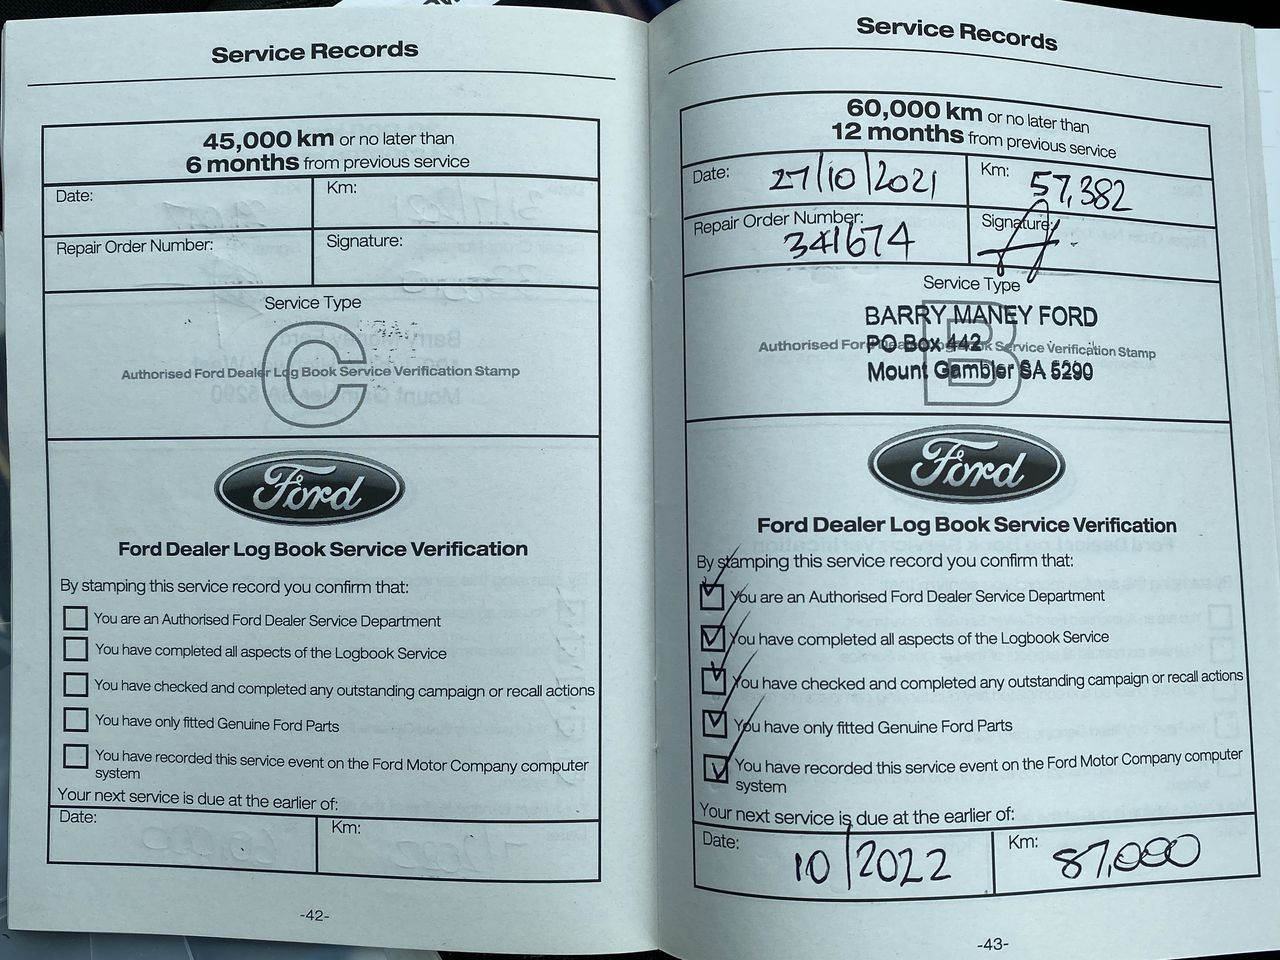 Service Records
45,000 km or no later than
6 months from previous service
Date:
Km:
Repair Order Number:
Signature:
Service Type
C
Authorised Ford Dealer Log Book Service Verification Stamp
Ford
Ford Dealer Log Book Service Verification
By stamping this service record you confirm that:
You are an Authorised Ford Dealer Service Department
You have completed all aspects of the Logbook Service
You have checked and completed any outstanding campaign or recall actions
You have only fitted Genuine Ford Parts
You have recorded this service event on the Ford Motor Company computer
system
Your next service is due at the earlier of:
Date:
Km:
-42-
Service Records
60,000 km or no later than
12 months from previous service
Date: 27/10/2021
Km: 57,382
Repair Order Number:
341674
Signature:
Service Type
B
BARRY MANEY FORD
Authorised Ford Dealer Log Book Service Verification Stamp
PO Box 442
Mount Gambier SA 5290
Ford
Ford Dealer Log Book Service Verification
By stamping this service record you confirm that:
You are an Authorised Ford Dealer Service Department
You have completed all aspects of the Logbook Service
You have checked and completed any outstanding campaign or recall actions
You have only fitted Genuine Ford Parts
You have recorded this service event on the Ford Motor Company computer
system
Your next service is due at the earlier of:
Date: 10/2022
Km: 87,000
-43-